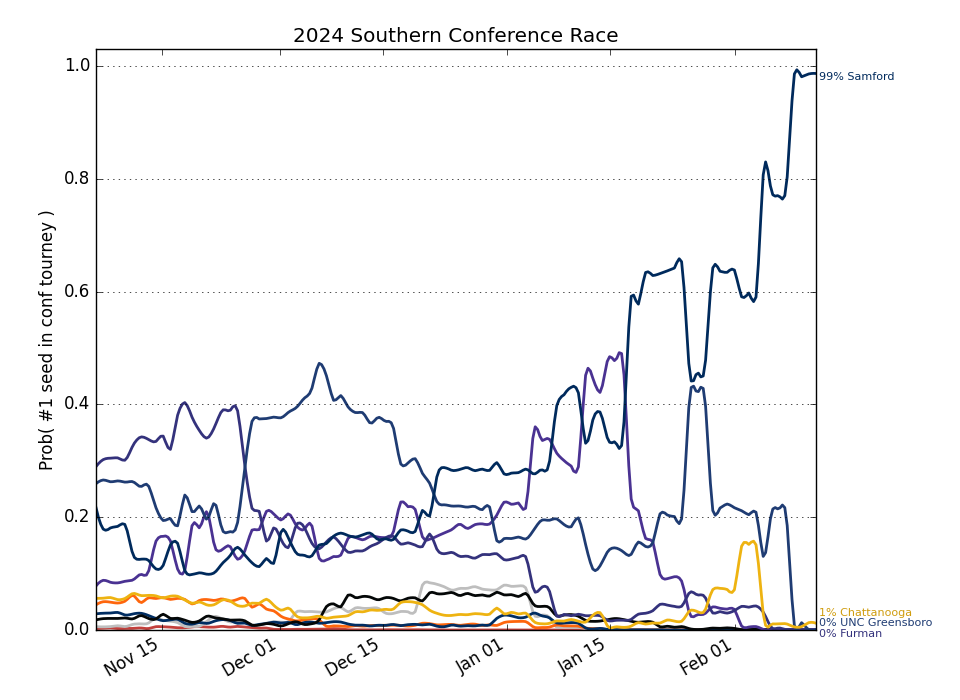 2024 Southern Conference Race
Prob( #1 seed in conf tourney )
1.0
0.8
0.6
0.4
0.2
0.0
Nov 15
Dec 01
Dec 15
Jan 01
Jan 15
Feb 01
99% Samford
1% Chattanooga
0% UNC Greensboro
0% Furman